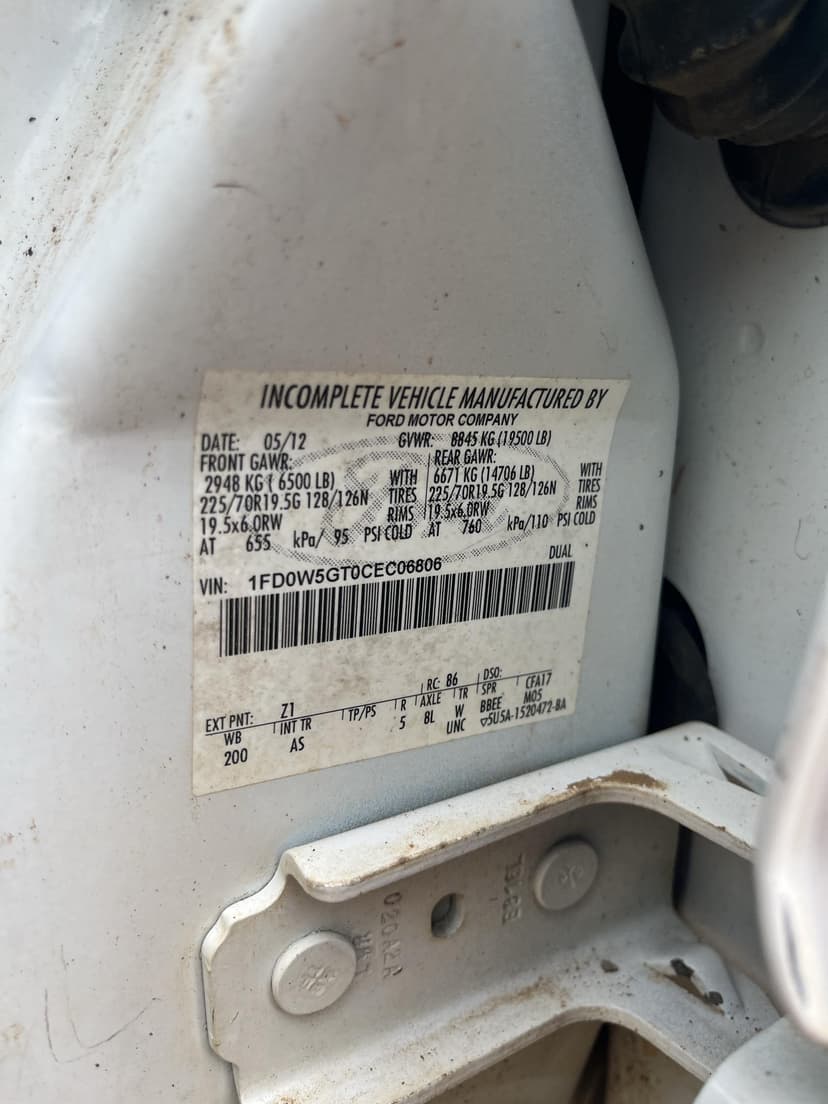 INCOMPLETE VEHICLE MANUFACTURED BY
FORD MOTOR COMPANY
DATE: 05/12 GVWR: 8845 KG (19500 LB)
FRONT GAWR: REAR GAWR:
2948 KG ( 6500 LB) WITH 6671 KG (14706 LB) WITH
225/70R19.5G 128/126N TIRES 225/70R19.5G 128/126N TIRES
19.5x6.0RW RIMS 19.5x6.0RW RIMS
AT 655 kPa/ 95 PSI COLD AT 760 kPa/110 PSI COLD
DUAL
VIN: 1FD0W5GT0CEC06806
EXT PNT: Z1 RC: 86 DSO:
WB INT TR TP/PS R AXLE TR SPR CFA17
200 AS 5 8L W BBEE M05
UNC ▽5U5A-1520472-BA